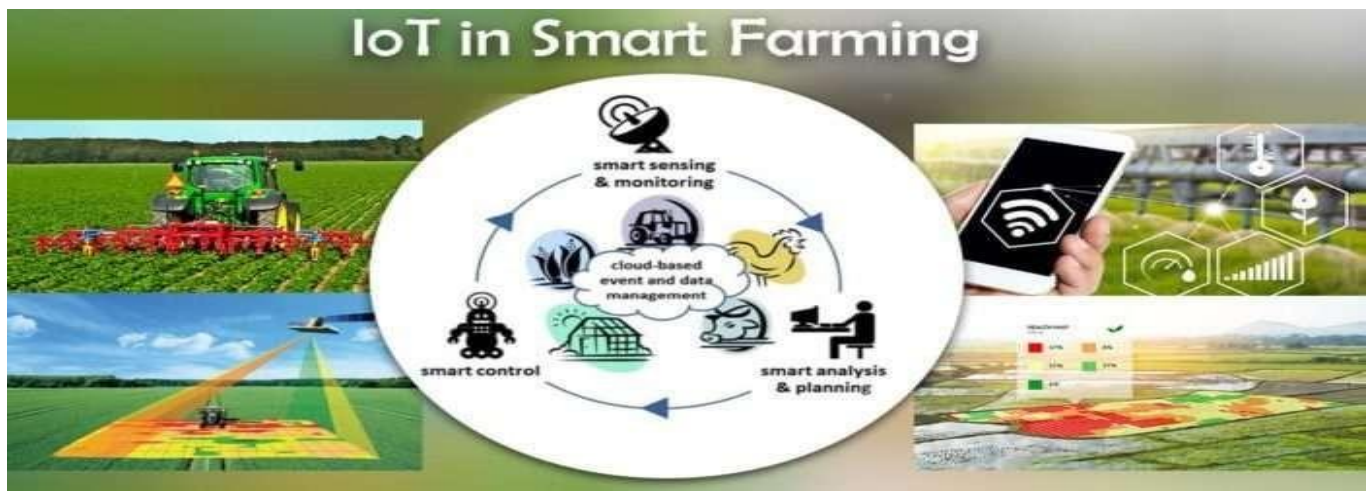 IoT in Smart Farming
smart sensing
& monitoring
cloud-based
event and data
management
smart control
smart analysis
& planning